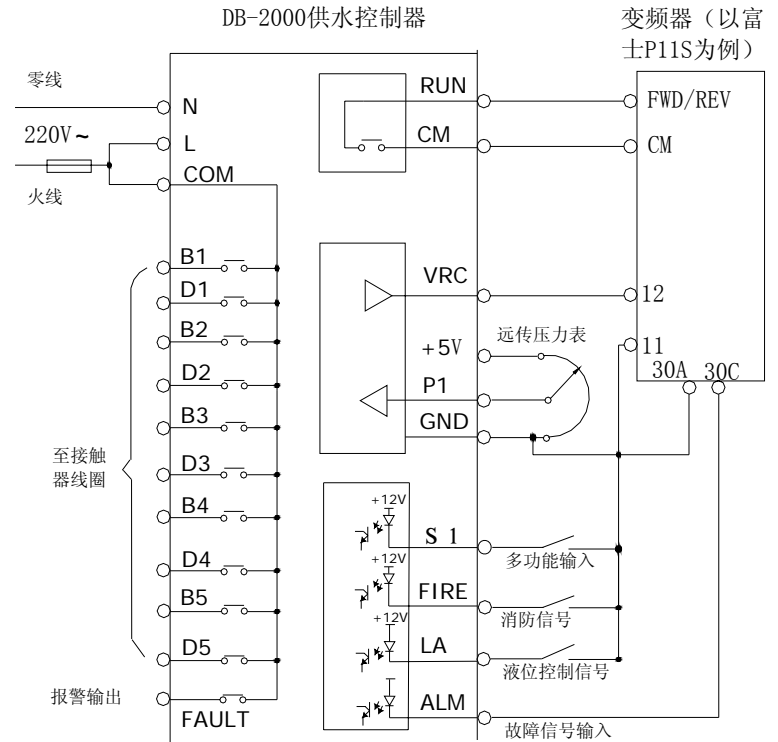 DB-2000供水控制器
变频器（以富
士P11S为例）
零线
N
220V~
L
COM
火线
RUN
CM
FWD/REV
CM
B1
D1
B2
D2
B3
D3
B4
D4
B5
D5
至接触
器线圈
报警输出
FAULT
VRC
12
+5V
远传压力表
11
P1
30A 30C
GND
+12V
S 1
多功能输入
+12V
FIRE
消防信号
+12V
LA
液位控制信号
ALM
故障信号输入